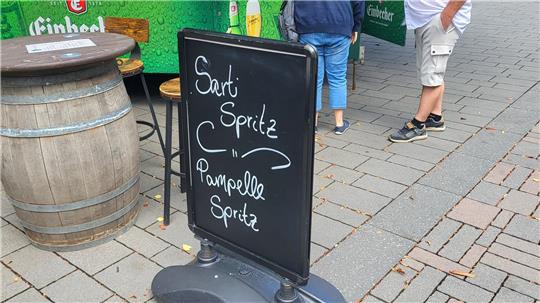 Einbecker
Einbecker
Sarti
Spritz
"
Pampelle
Spritz